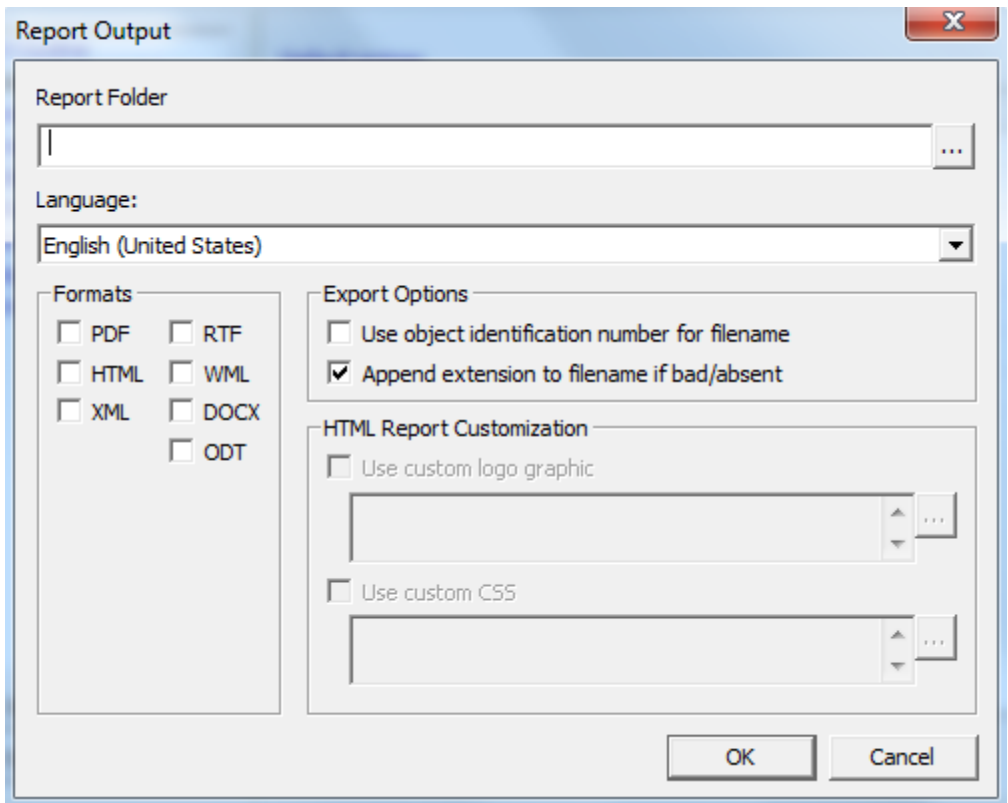 Report Output
Report Folder
...
Language:
English (United States)
Formats
PDF
RTF
HTML
WML
XML
DOCX
ODT
Export Options
Use object identification number for filename
Append extension to filename if bad/absent
HTML Report Customization
Use custom logo graphic
...
Use custom CSS
...
OK
Cancel